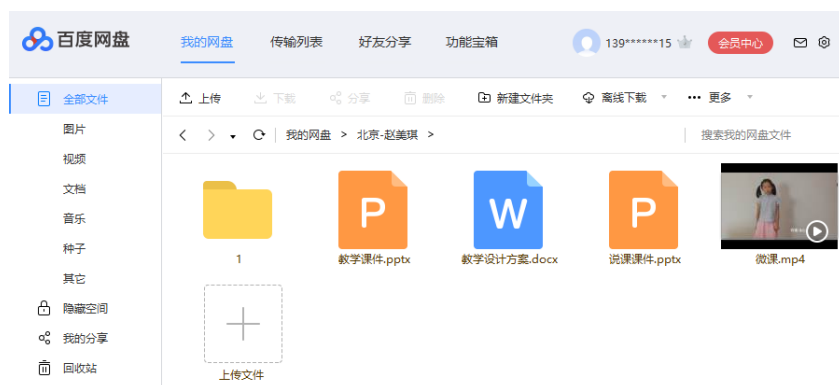 百度网盘 我的网盘 传输列表 好友分享 功能宝箱 139******15 会员中心
全部文件 上传 下载 分享 删除 新建文件夹 离线下载 更多
图片 我的网盘 > 北京-赵美琪 > 搜索我的网盘文件
视频
文档
音乐
种子
其它
隐藏空间
我的分享
回收站
P W P
1 教学课件.pptx 教学设计方案.docx 说课课件.pptx 微课.mp4
上传文件